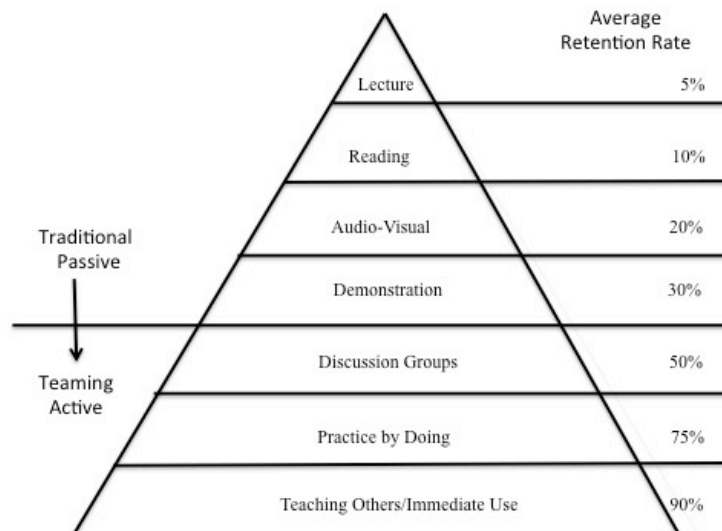 Average
Retention Rate
Lecture 5%
Reading 10%
Audio-Visual 20%
Traditional
Passive
Demonstration 30%
Teaming
Active
Discussion Groups 50%
Practice by Doing 75%
Teaching Others/Immediate Use 90%